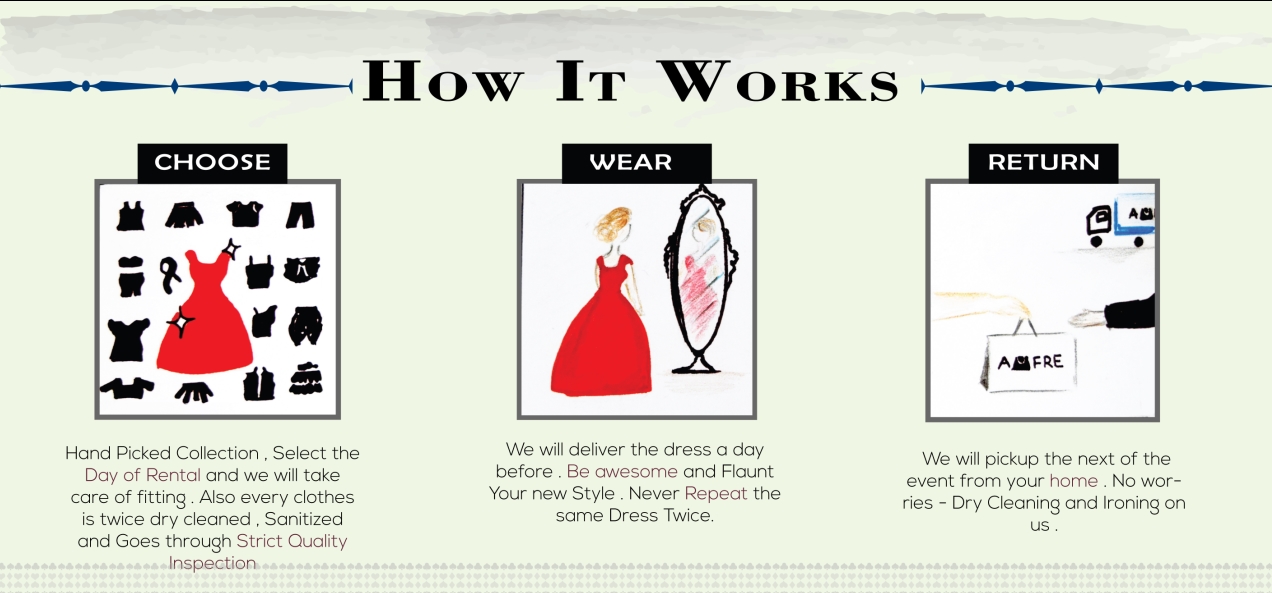 How It Works
CHOOSE
Hand Picked Collection , Select the
Day of Rental and we will take
care of fitting . Also every clothes
is twice dry cleaned , Sanitized
and Goes through Strict Quality
Inspection
WEAR
We will deliver the dress a day
before . Be awesome and Flaunt
Your new Style . Never Repeat the
same Dress Twice.
RETURN
A
A FRE
We will pickup the next of the
event from your home . No wor-
ries - Dry Cleaning and Ironing on
us .